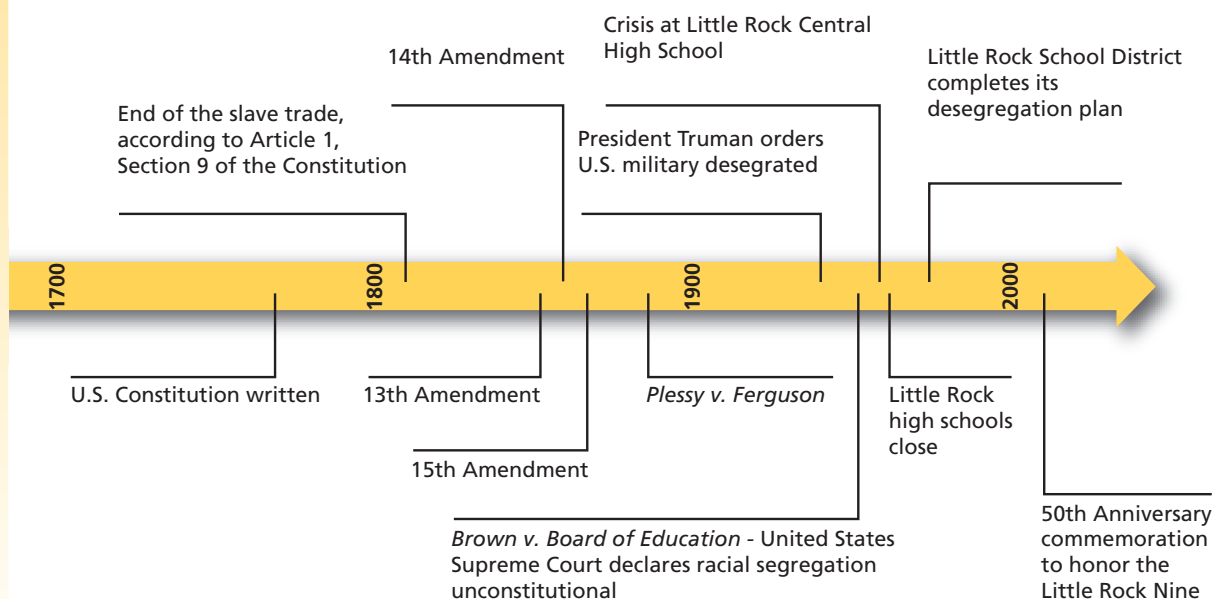 Crisis at Little Rock Central
High School
14th Amendment
Little Rock School District
completes its
desegregation plan
End of the slave trade,
according to Article 1,
Section 9 of the Constitution
President Truman orders
U.S. military desegrated
1700
1800
1900
2000
U.S. Constitution written
13th Amendment
Plessy v. Ferguson
Little Rock
high schools
close
15th Amendment
Brown v. Board of Education - United States
Supreme Court declares racial segregation
unconstitutional
50th Anniversary
commemoration
to honor the
Little Rock Nine